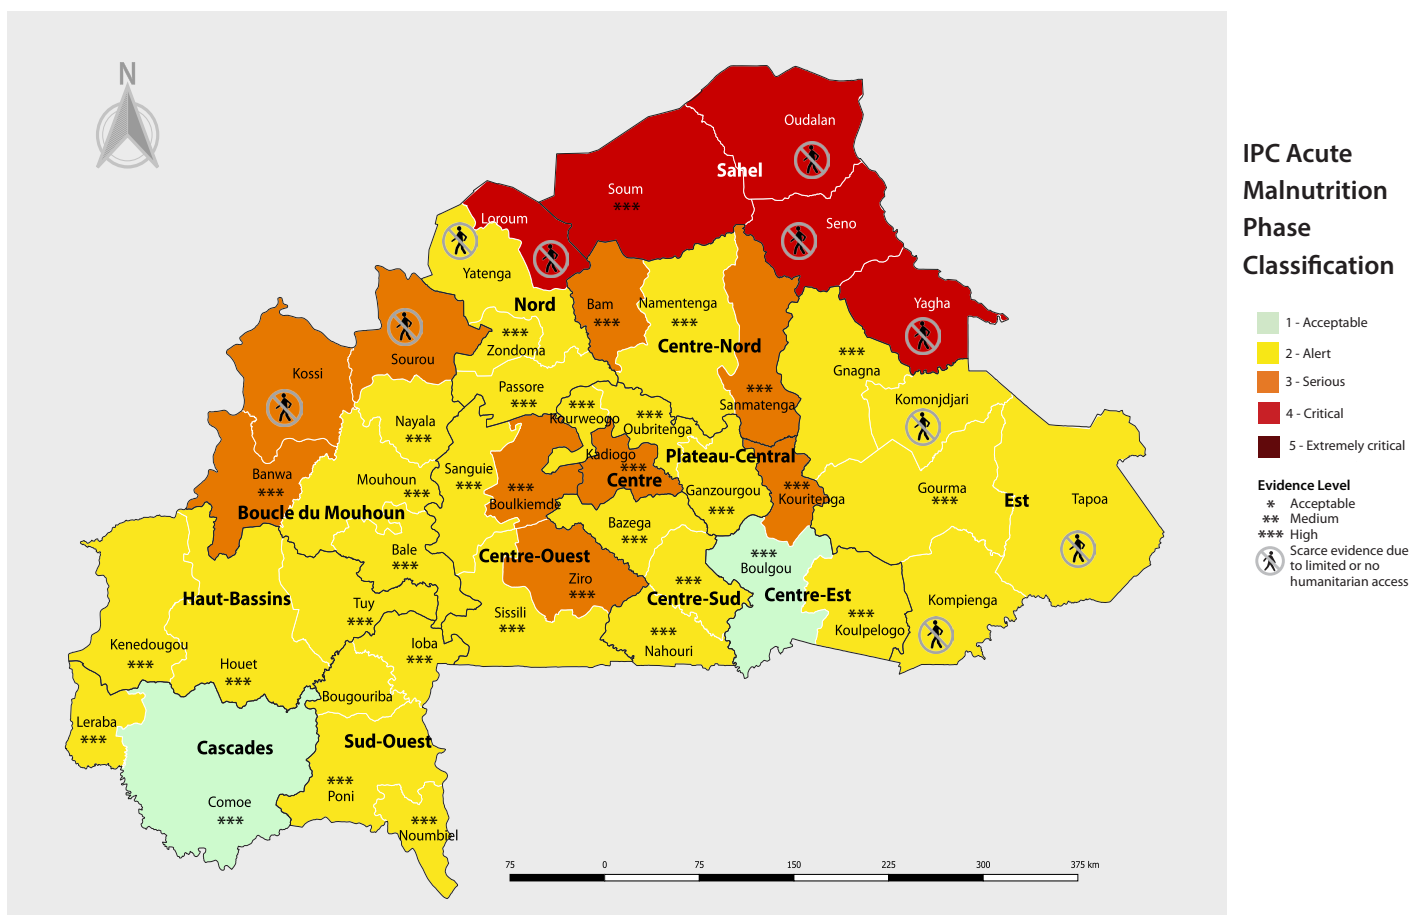 N
Oudalan
Sahel
Soum
***
Seno
Loroum
Yatenga
Yagha
Nord
Bam
***
Namentenga
***
Centre-Nord
***
Zondoma
Sourou
Kossi
***
Gnagna
Passore
***
***
Sanmatenga
Komonjdjari
***
Kourweogo
***
Oubritenga
Nayala
***
Kadiogo
***
Centre
Plateau-Central
Banwa
***
Mouhoun
***
Sanguie
***
***
Boulkiemde
Ganzourgou
***
***
Kouritenga
Gourma
***
Est
Tapoa
Boucle du Mouhoun
Bazega
***
Bale
***
Centre-Ouest
***
Boulgou
Ziro
***
***
Centre-Sud
Centre-Est
Kompienga
Haut-Bassins
Tuy
***
Sissili
***
***
Koulpelogo
***
Nahouri
Ioba
***
Kenedougou
***
Houet
***
Bougouriba
Leraba
***
Cascades
Sud-Ouest
***
Poni
Comoe
***
***
Noumbiel
75 0 75 150 225 300 375 km
IPC Acute
Malnutrition
Phase
Classification
1 - Acceptable
2 - Alert
3 - Serious
4 - Critical
5 - Extremely critical
Evidence Level
* Acceptable
** Medium
*** High
Scarce evidence due
to limited or no
humanitarian access